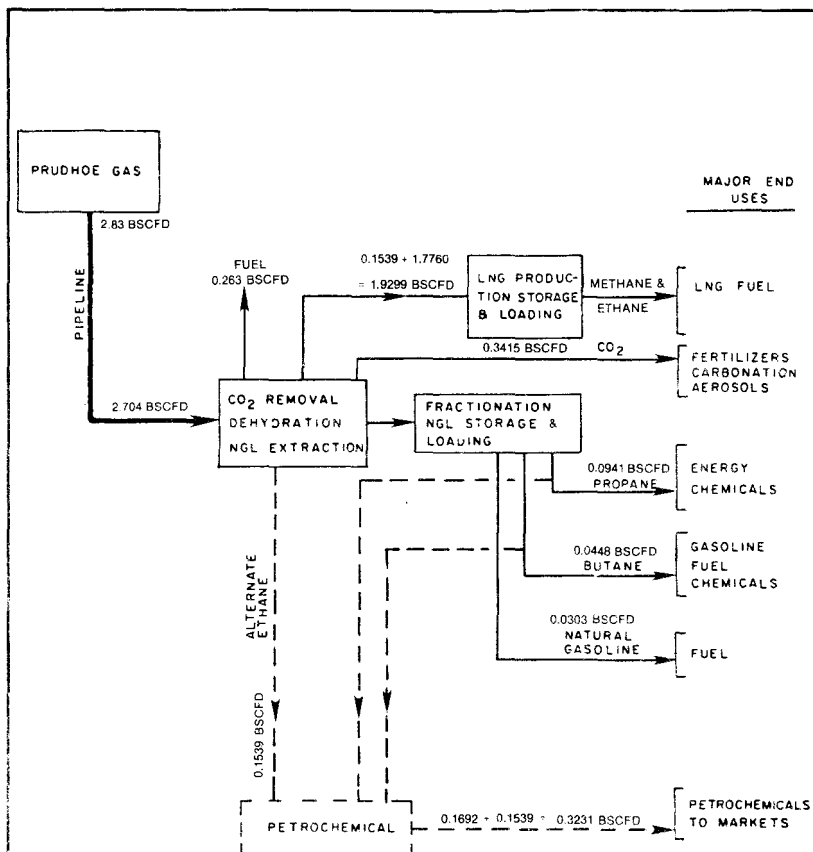 PRUDHOE GAS
MAJOR END
USES
2.83 BSCFD
PIPELINE
FUEL
0.263 BSCFD
0.1539 + 1.7760
= 1.9299 BSCFD
LNG PRODUC-
TION STORAGE
& LOADING
METHANE &
ETHANE
LNG FUEL
0.3415 BSCFD
CO2
FERTILIZERS
CARBONATION
AEROSOLS
2.704 BSCFD
CO2 REMOVAL
DEHYDRATION
NGL EXTRACTION
FRACTIONATION
NGL STORAGE &
LOADING
0.0941 BSCFD
PROPANE
ENERGY
CHEMICALS
0.0448 BSCFD
BUTANE
GASOLINE
FUEL
CHEMICALS
ALTERNATE
ETHANE
0.0303 BSCFD
NATURAL
GASOLINE
FUEL
0.1539 BSCFD
PETROCHEMICAL
0.1692 + 0.1539 = 0.3231 BSCFD
PETROCHEMICALS
TO MARKETS